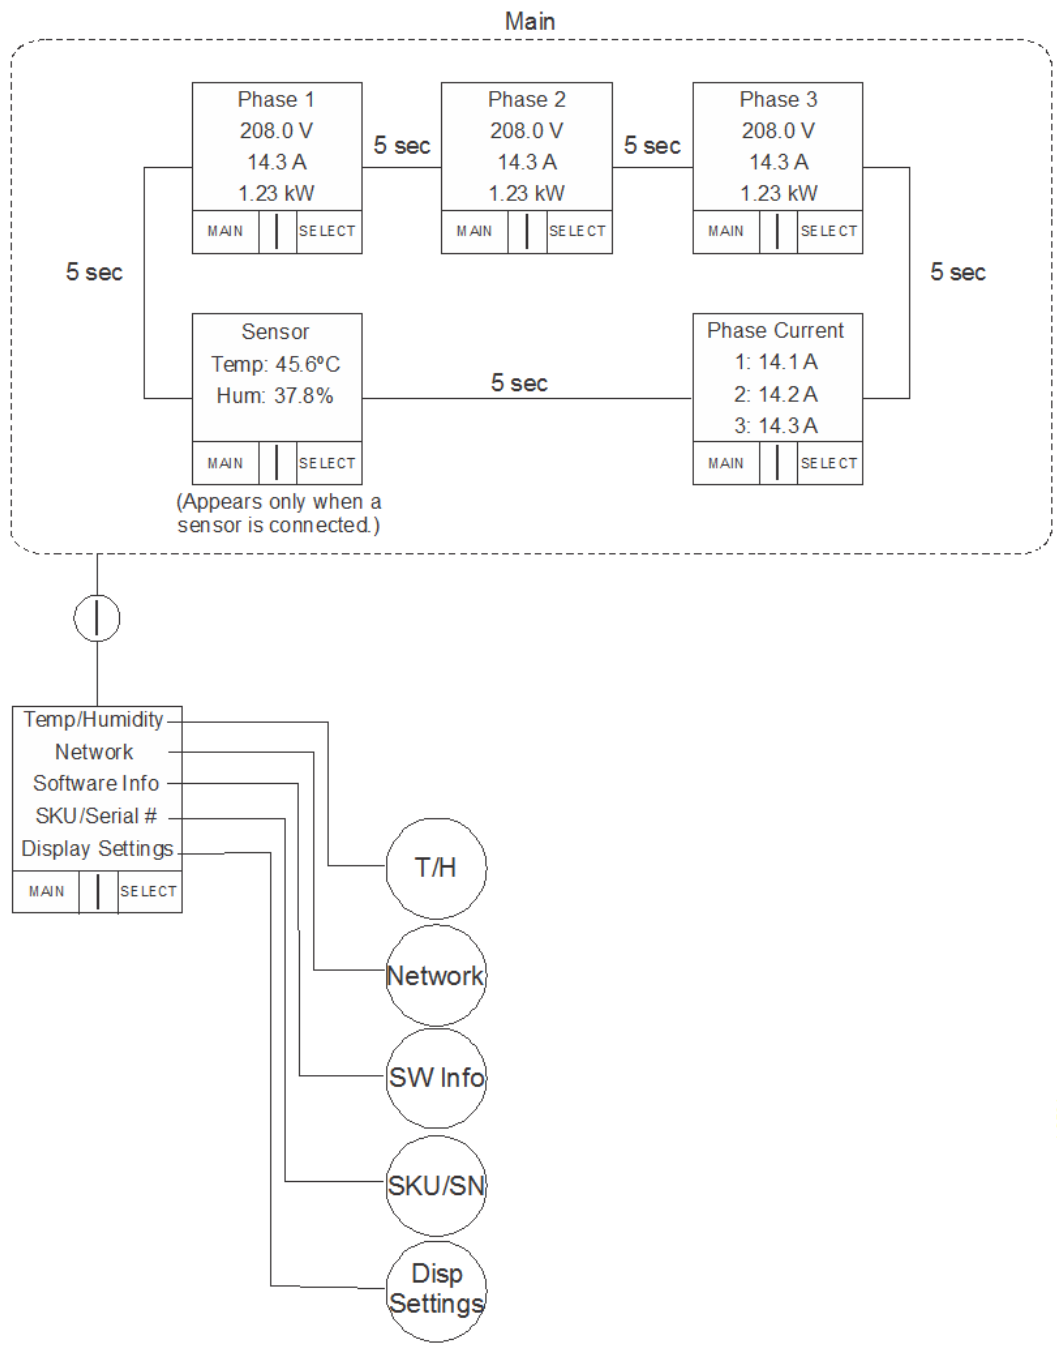 Main
Phase 1
208.0 V
14.3 A
1.23 kW
MAIN | SELECT
5 sec
Phase 2
208.0 V
14.3 A
1.23 kW
MAIN | SELECT
5 sec
Phase 3
208.0 V
14.3 A
1.23 kW
MAIN | SELECT
5 sec
5 sec
Sensor
Temp: 45.6ºC
Hum: 37.8%
MAIN | SELECT
(Appears only when a
sensor is connected.)
5 sec
Phase Current
1: 14.1 A
2: 14.2 A
3: 14.3 A
MAIN | SELECT
|
Temp/Humidity
Network
Software Info
SKU/Serial #
Display Settings
MAIN | SELECT
T/H
Network
SW Info
SKU/SN
Disp
Settings